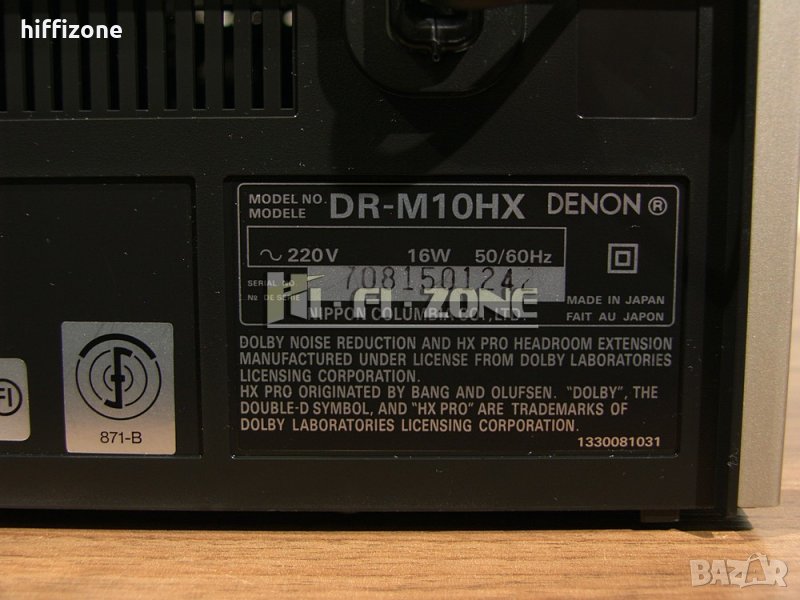 hiffizone
MODEL NO.
MODELE
DR-M10HX DENON ®
~ 220V 16W 50/60Hz
SERIAL NO.
No DE SERIE
HI-FI-ZONE
MADE IN JAPAN
FAIT AU JAPON
NIPPON COLUMBIA CO., LTD.
DOLBY NOISE REDUCTION AND HX PRO HEADROOM EXTENSION
MANUFACTURED UNDER LICENSE FROM DOLBY LABORATORIES
LICENSING CORPORATION.
HX PRO ORIGINATED BY BANG AND OLUFSEN. "DOLBY", THE
DOUBLE-D SYMBOL, AND "HX PRO" ARE TRADEMARKS OF
DOLBY LABORATORIES LICENSING CORPORATION.
1330081031
FI
871-B
BAZAR